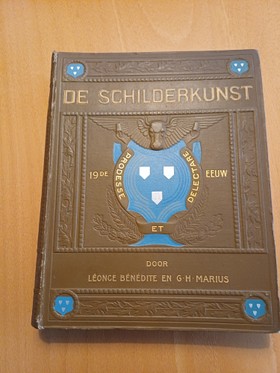 DE SCHILDERKUNST
19DE EEUW
PRODESSE ET DELECTARE
DOOR
LÉONCE BÉNÉDITE EN G·H·MARIUS